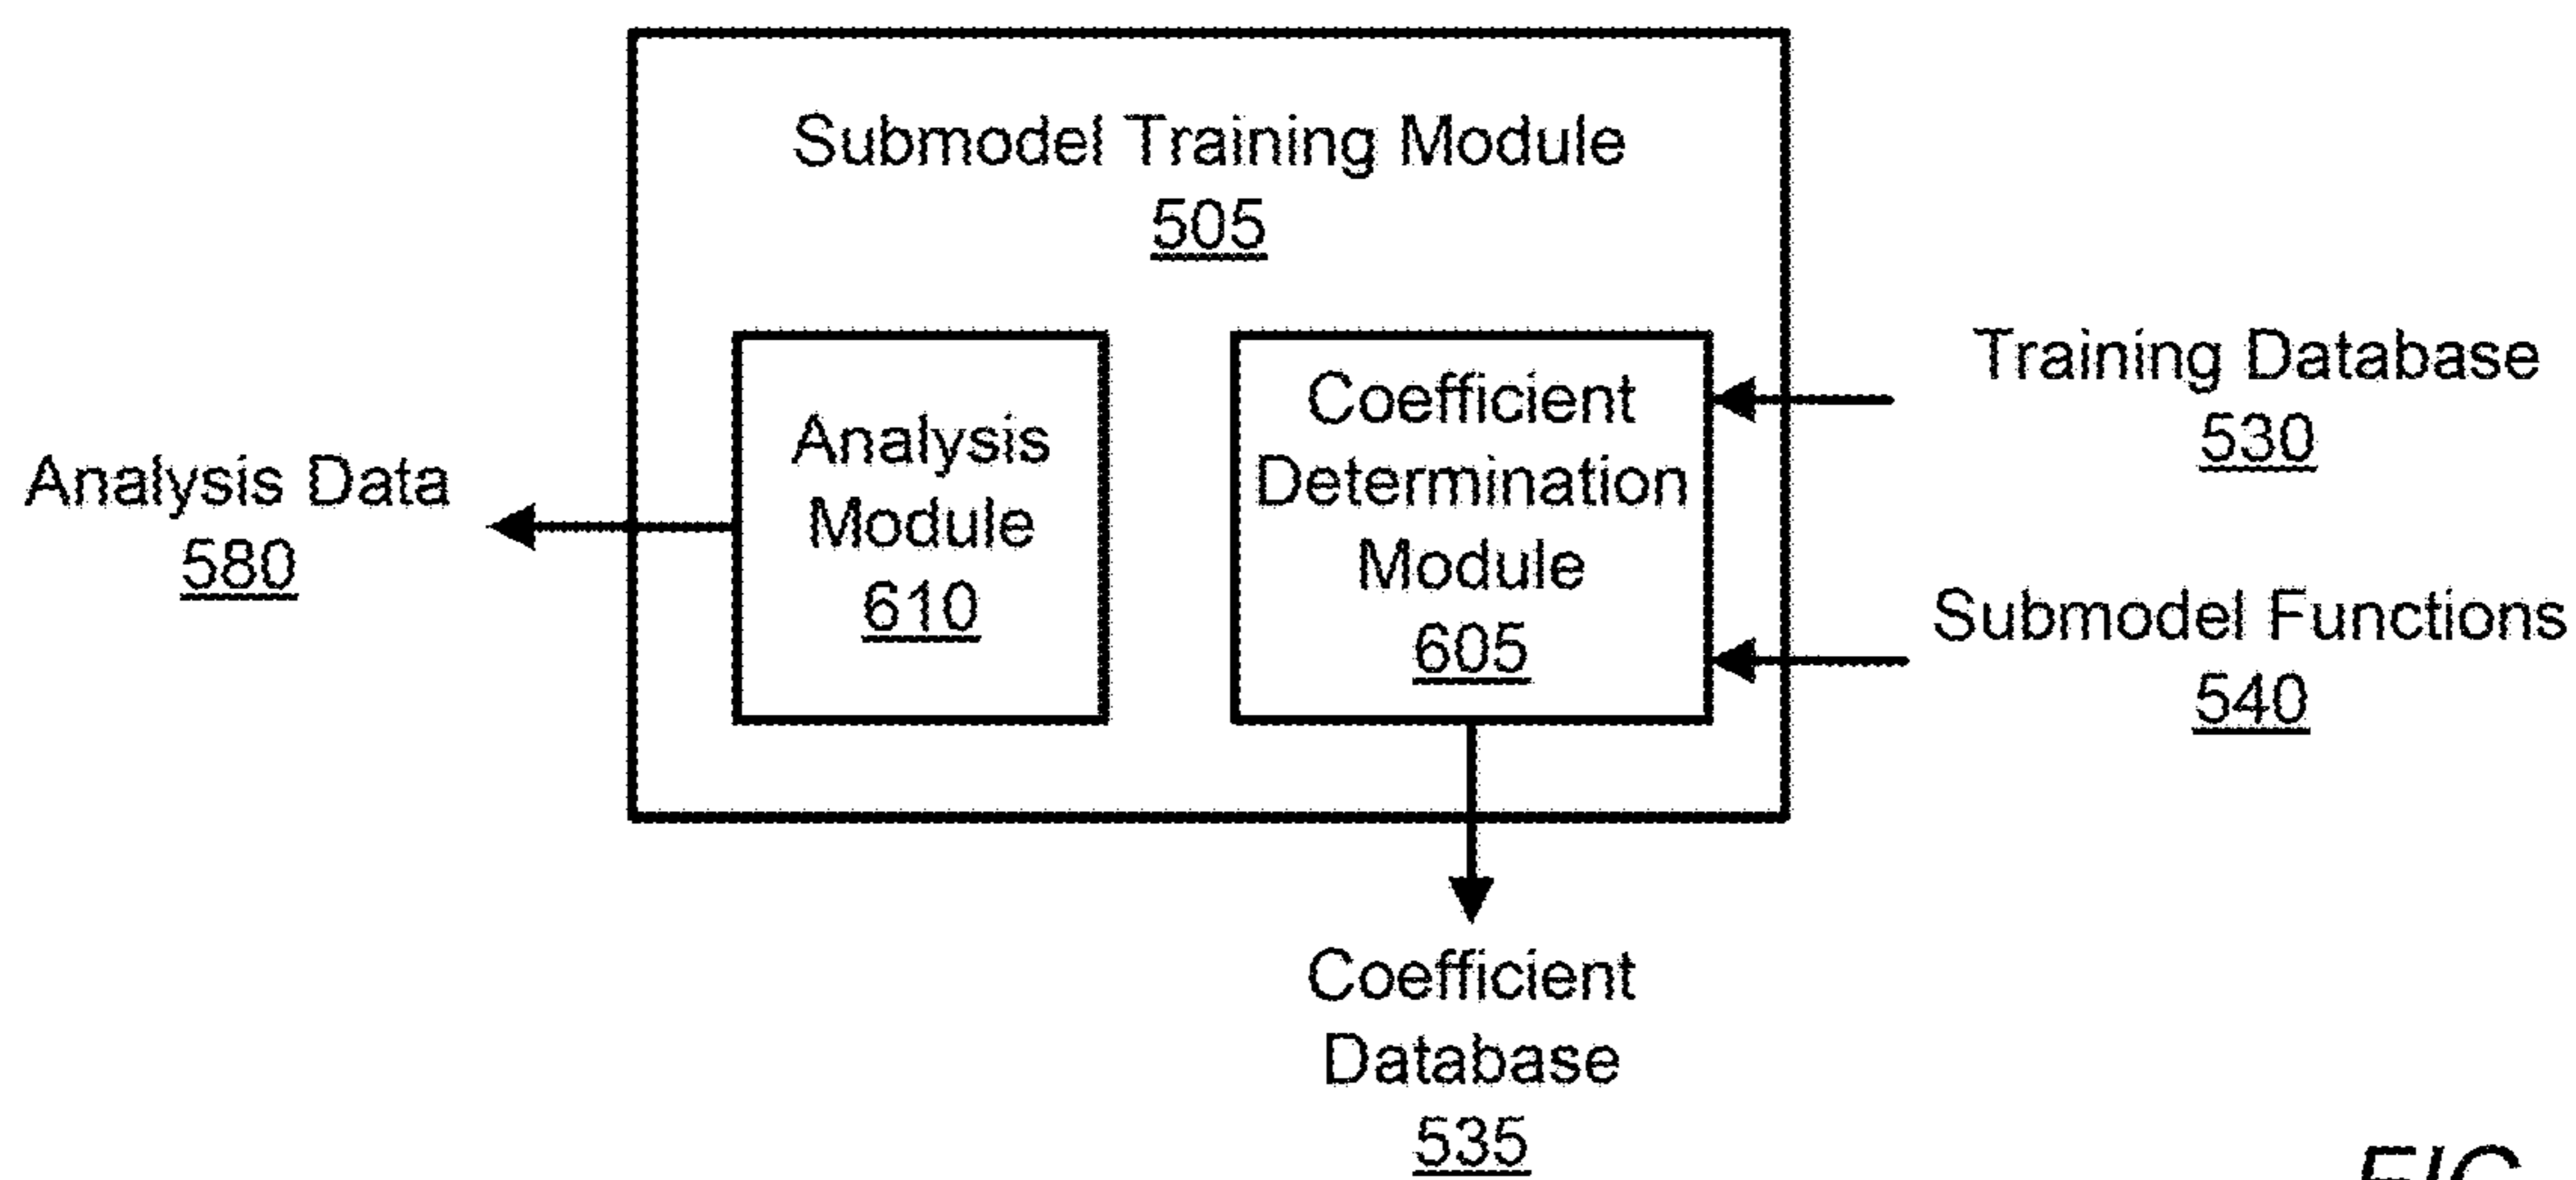 Submodel Training Module
505
Analysis Data
580
Analysis
Module
610
Coefficient
Determination
Module
605
Training Database
530
Submodel Functions
540
Coefficient
Database
535
FIG